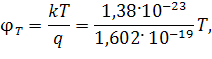 φ_T = kT/q = 1,38·10⁻²³/1,602·10⁻¹⁹ T,